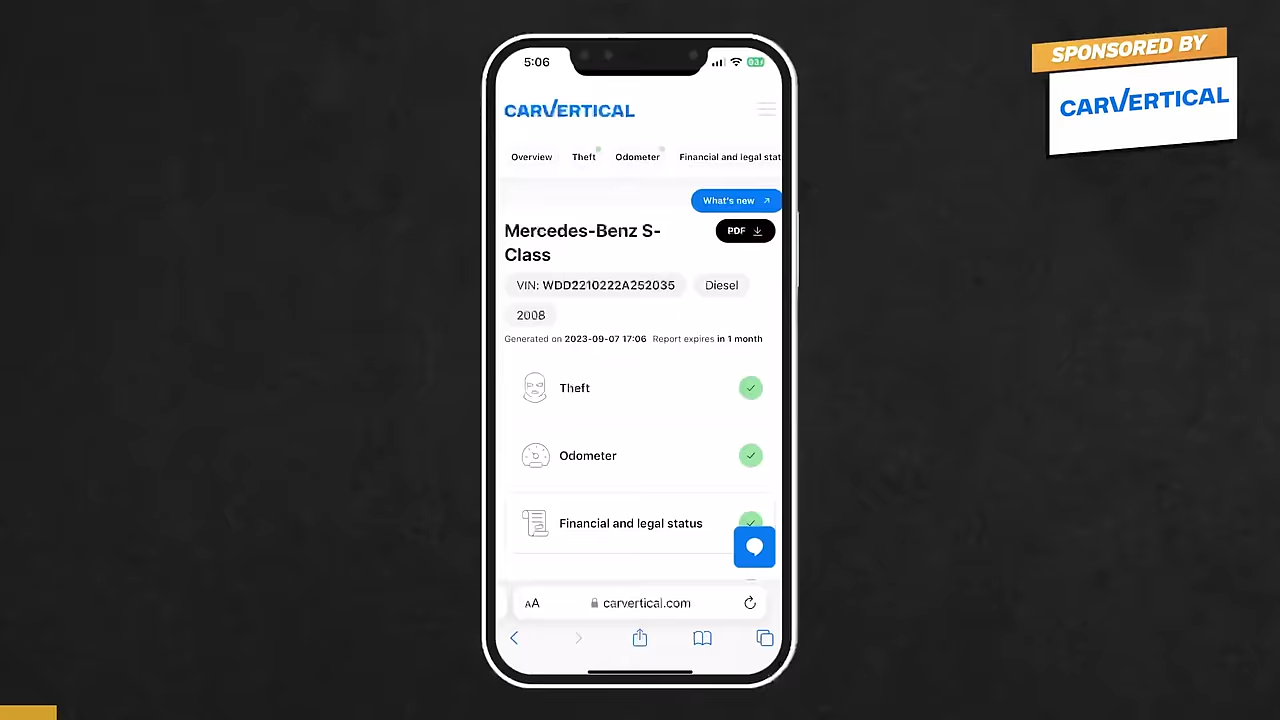 SPONSORED BY
CARVERTICAL
5:06
93
CARVERTICAL
Overview Theft Odometer Financial and legal stat
What's new
Mercedes-Benz S-
Class
PDF
VIN: WDD2210222A252035 Diesel
2008
Generated on 2023-09-07 17:06 Report expires in 1 month
Theft
Odometer
Financial and legal status
AA carvertical.com